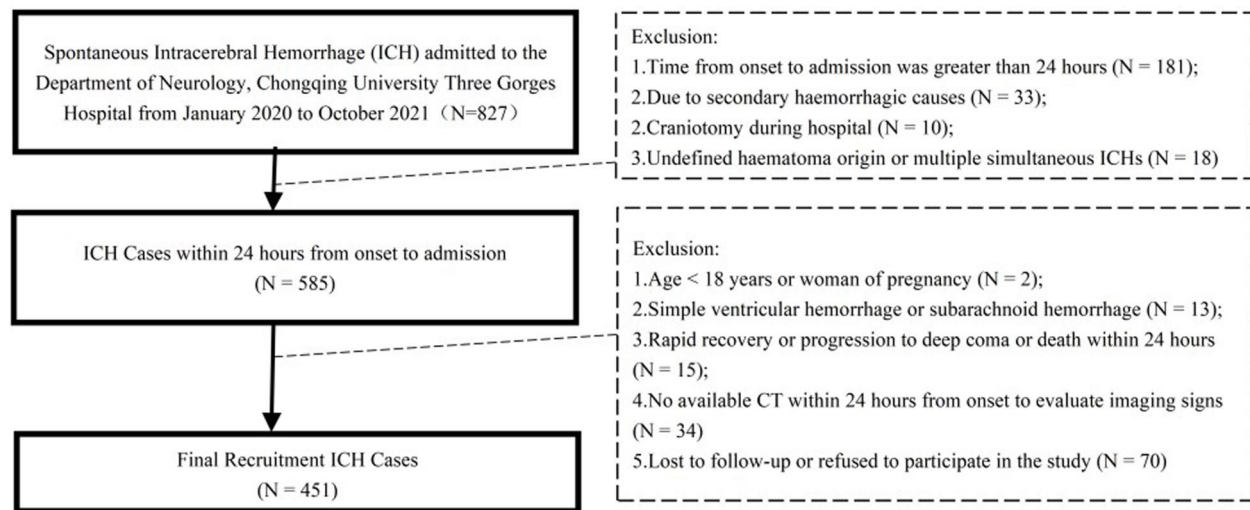 Spontaneous Intracerebral Hemorrhage (ICH) admitted to the
Department of Neurology, Chongqing University Three Gorges
Hospital from January 2020 to October 2021（N=827）
Exclusion:
1.Time from onset to admission was greater than 24 hours (N = 181);
2.Due to secondary haemorrhagic causes (N = 33);
2.Craniotomy during hospital (N = 10);
3.Undefined haematoma origin or multiple simultaneous ICHs (N = 18)
ICH Cases within 24 hours from onset to admission
(N = 585)
Exclusion:
1.Age < 18 years or woman of pregnancy (N = 2);
2.Simple ventricular hemorrhage or subarachnoid hemorrhage (N = 13);
3.Rapid recovery or progression to deep coma or death within 24 hours
(N = 15);
4.No available CT within 24 hours from onset to evaluate imaging signs
(N = 34)
5.Lost to follow-up or refused to participate in the study (N = 70)
Final Recruitment ICH Cases
(N = 451)